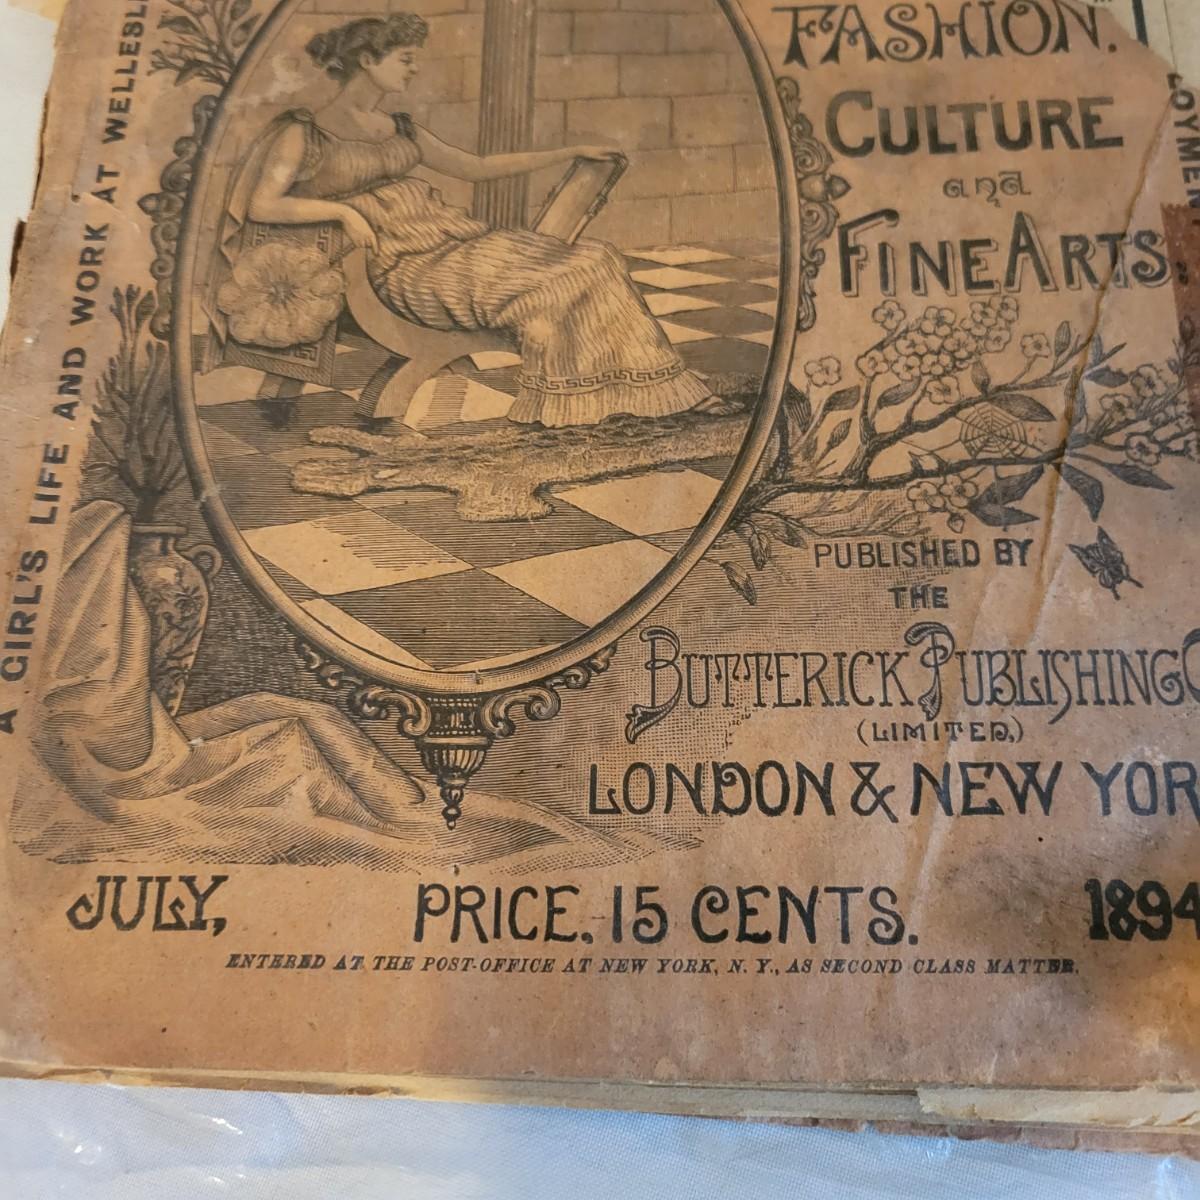 FASHION.
CULTURE
and
FINE ARTS
A GIRL'S LIFE AND WORK AT WELLESL
LOYMEN
PUBLISHED BY
THE
BUTTERICK PUBLISHING C
(LIMITED,)
LONDON & NEW YOR
JULY, PRICE, 15 CENTS. 1894
ENTERED AT THE POST-OFFICE AT NEW YORK, N. Y., AS SECOND CLASS MATTER.